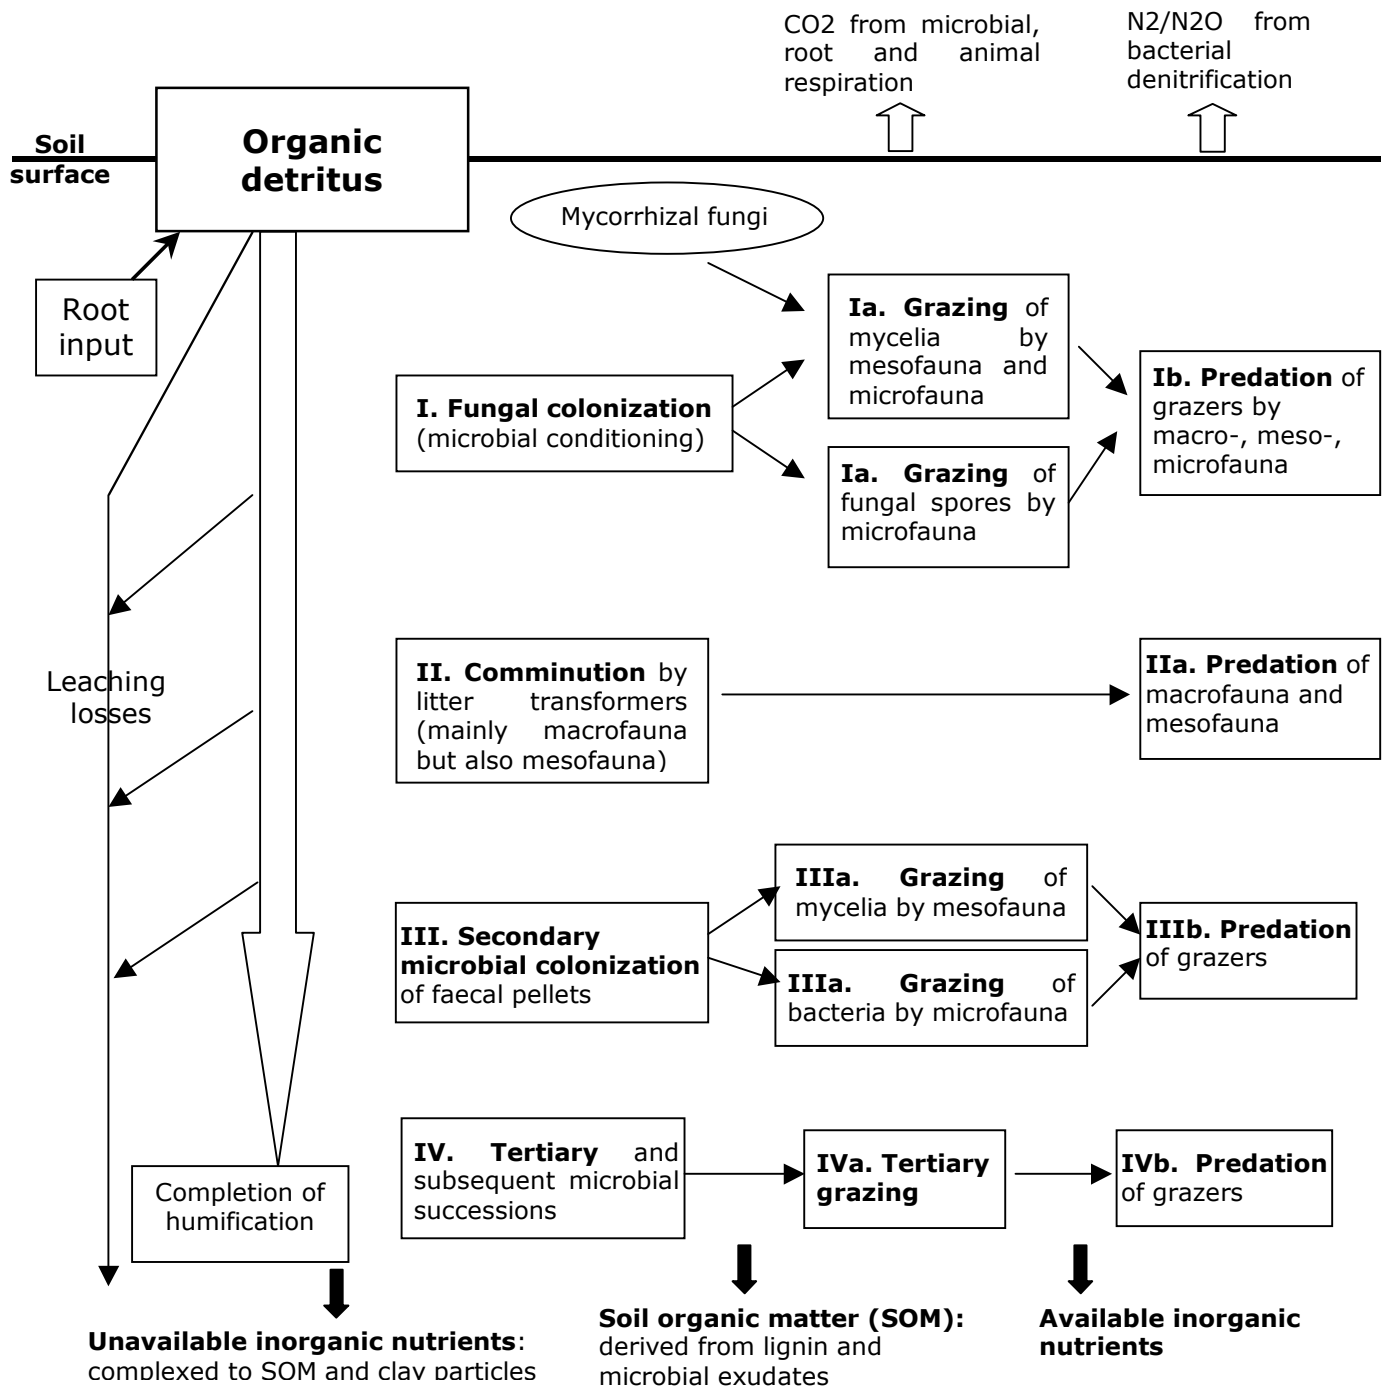 CO2 from microbial,
root and animal
respiration
N2/N2O from
bacterial
denitrification
Soil
surface
Organic
detritus
Mycorrhizal fungi
Root
input
Ia. Grazing of
mycelia by
mesofauna and
microfauna
Ib. Predation of
grazers by
macro-, meso-,
microfauna
I. Fungal colonization
(microbial conditioning)
Ia. Grazing of
fungal spores by
microfauna
Leaching
losses
II. Comminution by
litter transformers
(mainly macrofauna
but also mesofauna)
IIa. Predation of
macrofauna and
mesofauna
IIIa. Grazing of
mycelia by mesofauna
III. Secondary
microbial colonization
of faecal pellets
IIIa. Grazing of
bacteria by microfauna
IIIb. Predation
of grazers
IV. Tertiary and
subsequent microbial
successions
IVa. Tertiary
grazing
IVb. Predation
of grazers
Completion of
humification
Unavailable inorganic nutrients:
complexed to SOM and clay particles
Soil organic matter (SOM):
derived from lignin and
microbial exudates
Available inorganic
nutrients